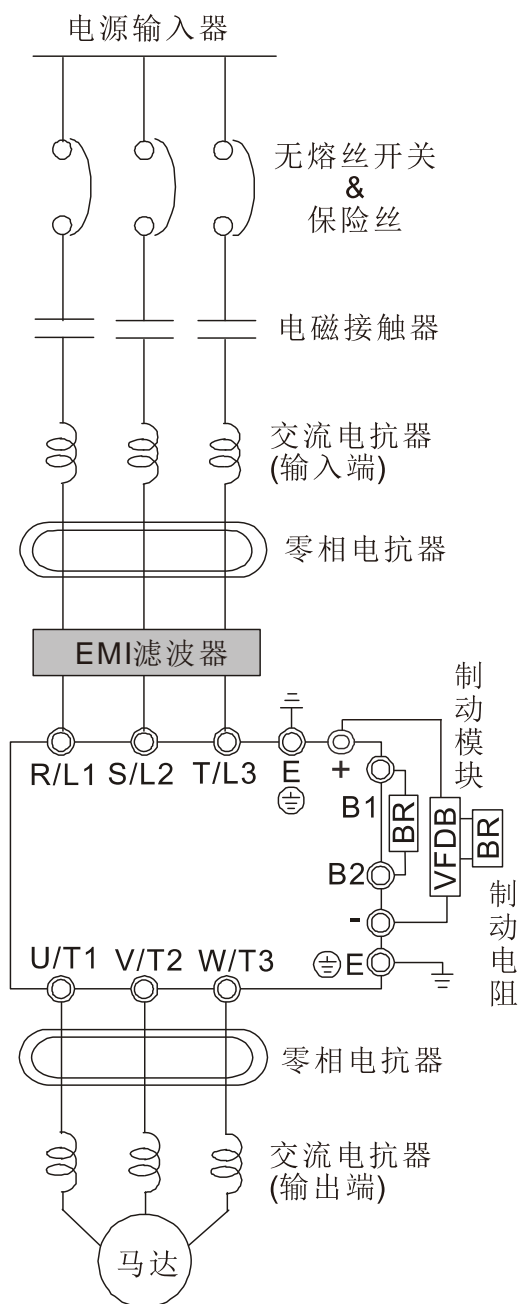 电源输入器
无熔丝开关
&
保险丝
电磁接触器
交流电抗器
(输入端)
零相电抗器
EMI滤波器
制动模块
R/L1 S/L2 T/L3 E +
B1
BR
VFDB
BR
B2
制动电阻
-
E
U/T1 V/T2 W/T3
零相电抗器
交流电抗器
(输出端)
马达